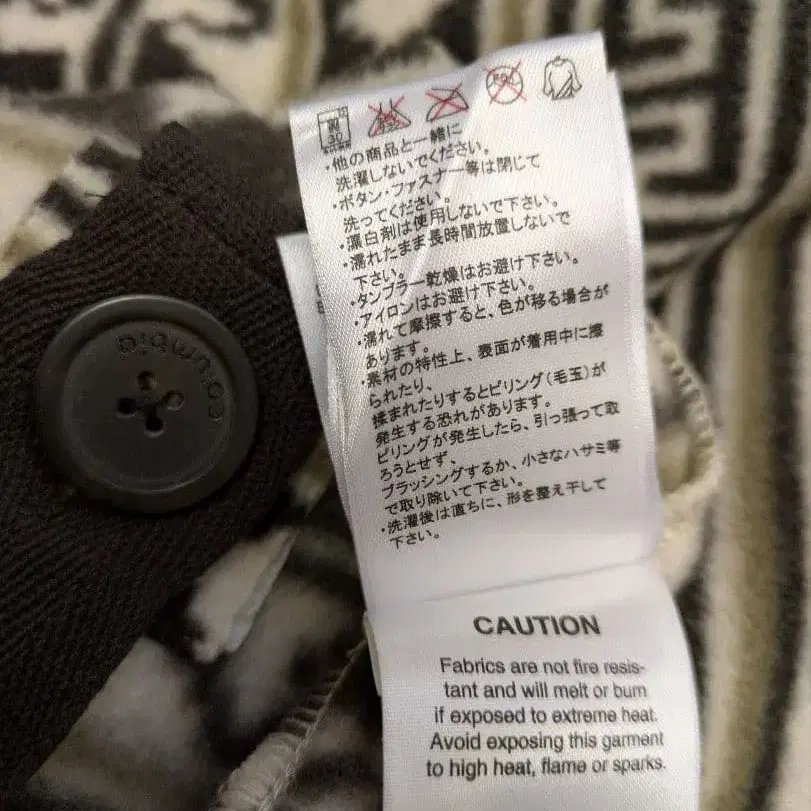 弱
30
・他の商品と一緒に
洗濯しないでください。
・ボタン・ファスナー等は閉じて
洗ってください。
・漂白剤は使用しないで下さい。
・濡れたまま長時間放置しないで
下さい。
・タンブラー乾燥はお避け下さい。
・アイロンはお避け下さい。
・濡れて摩擦すると、色が移る場合が
あります。
・素材の特性上、表面が着用中に擦
られたり、
揉まれたりするとピリング(毛玉)が
発生する恐れがあります。
ピリングが発生したら、引っ張って取
ろうとせず、
ブラッシングするか、小さなハサミ等
で取り除いて下さい。
・洗濯後は直ちに、形を整え干して
下さい。
Columbia
CAUTION
Fabrics are not fire resis-
tant and will melt or burn
if exposed to extreme heat.
Avoid exposing this garment
to high heat, flame or sparks.